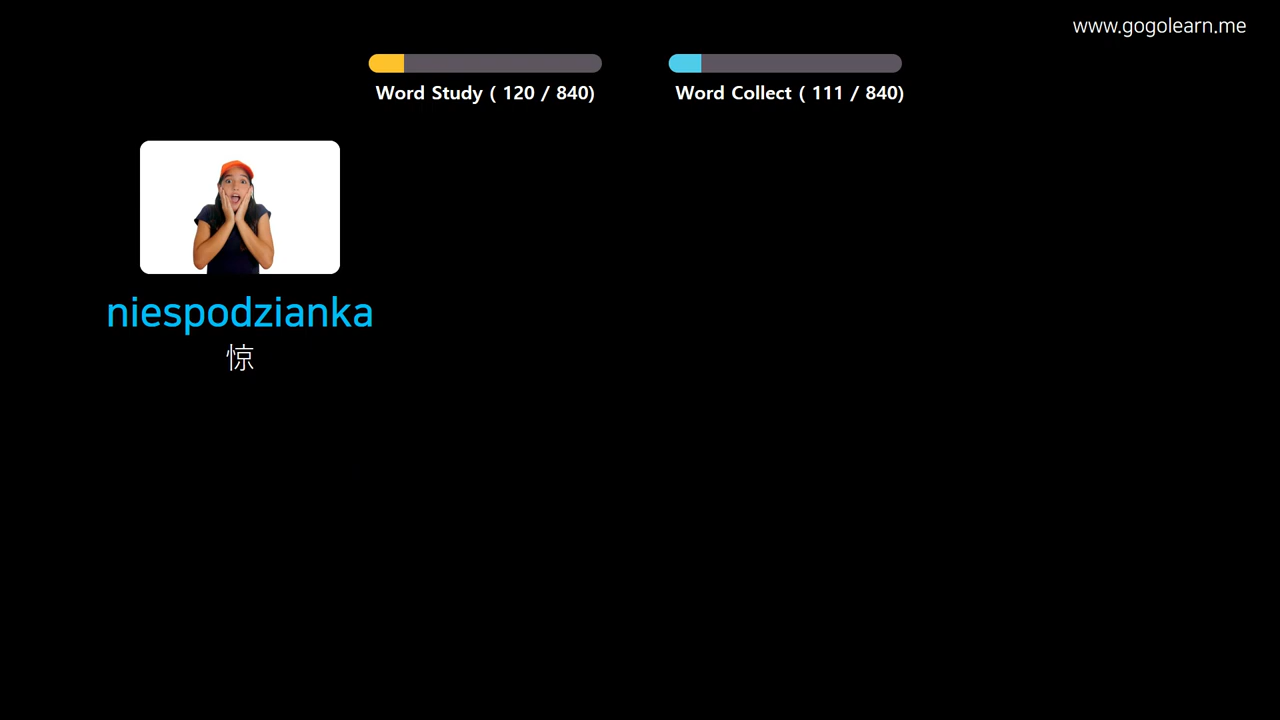 www.gogolearn.me
Word Study ( 120 / 840)
Word Collect ( 111 / 840)
niespodzianka
惊